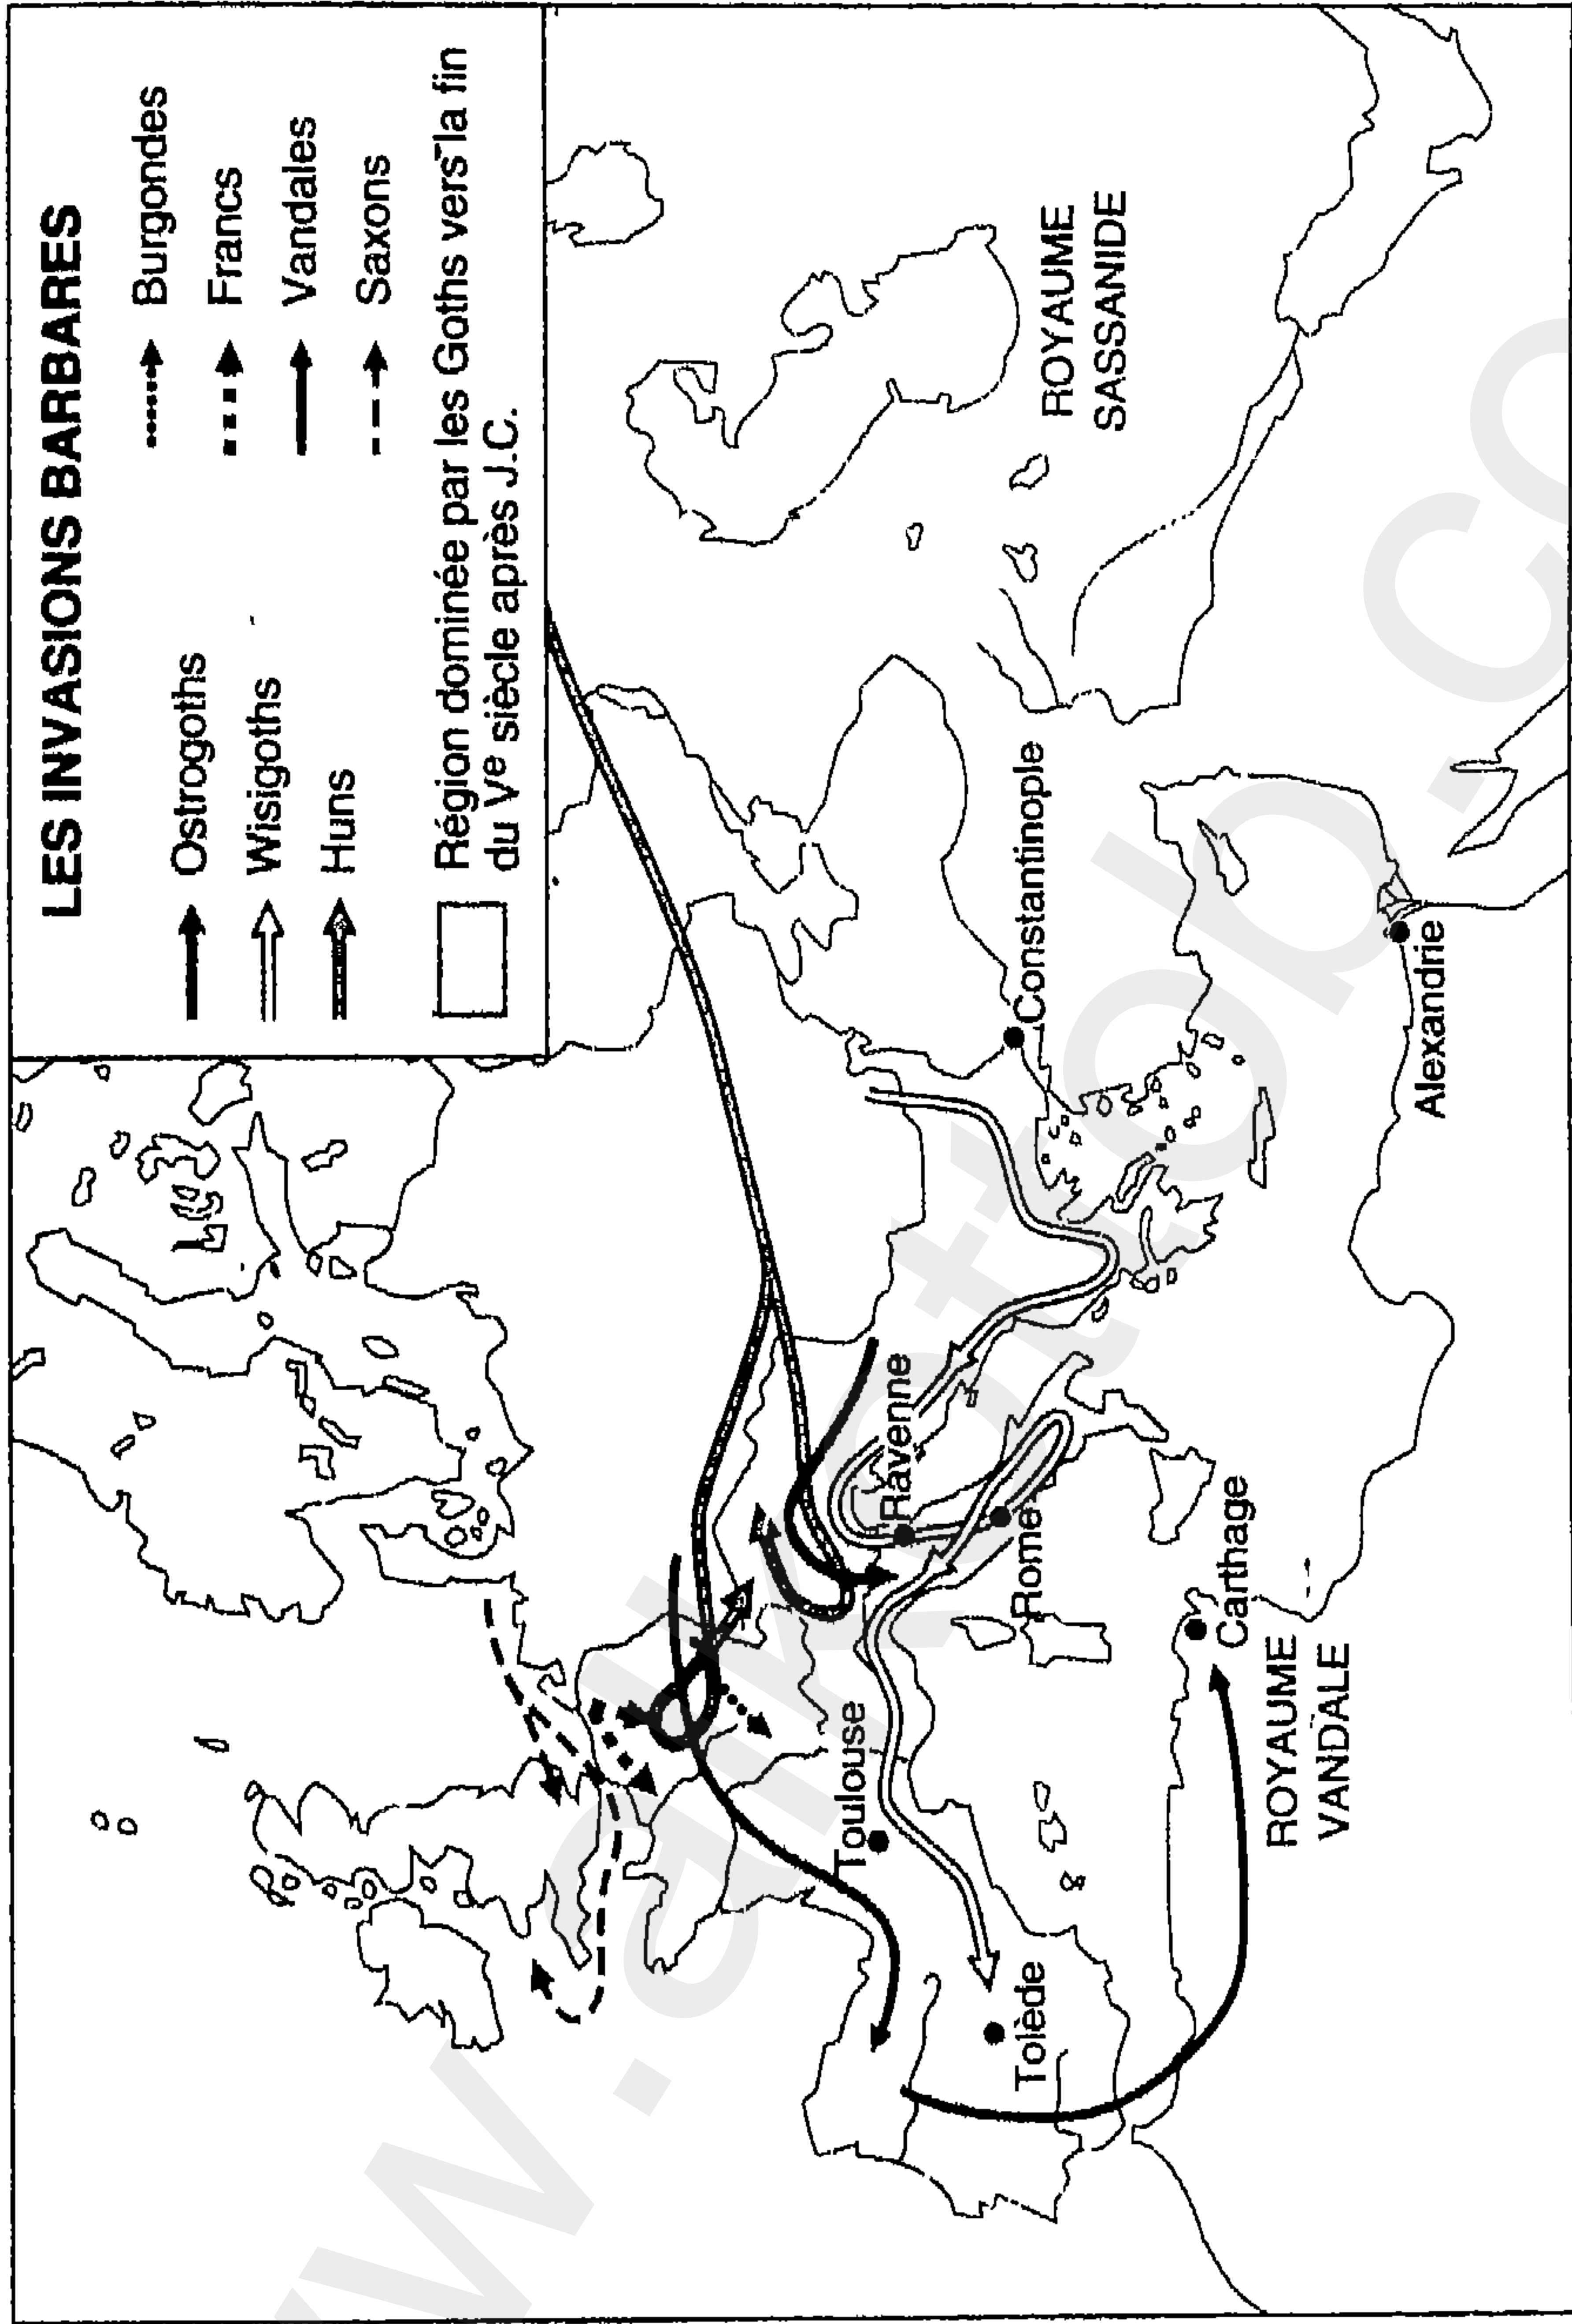 LES INVASIONS BARBARES
Ostrogoths
Wisigoths
Huns
Burgondes
Francs
Vandales
Saxons
Région dominée par les Goths vers la fin
du Vᵉ siècle après J.C.
ROYAUME
SASSANIDE
Constantinople
Alexandrie
Ravenne
Rome
Carthage
ROYAUME
VANDALE
Toulouse
Tolède